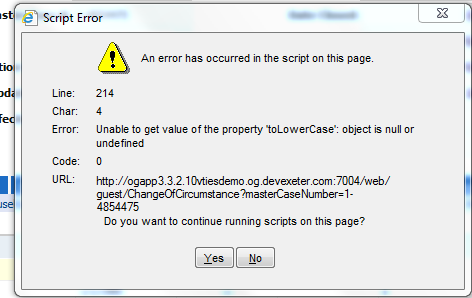 Script Error
An error has occurred in the script on this page.
Line: 214
Char: 4
Error: Unable to get value of the property 'toLowerCase': object is null or
undefined
Code: 0
URL: http://ogapp3.3.2.10vtiesdemo.og.devexeter.com:7004/web/
guest/ChangeOfCircumstance?masterCaseNumber=1-
4854475
Do you want to continue running scripts on this page?
Yes No